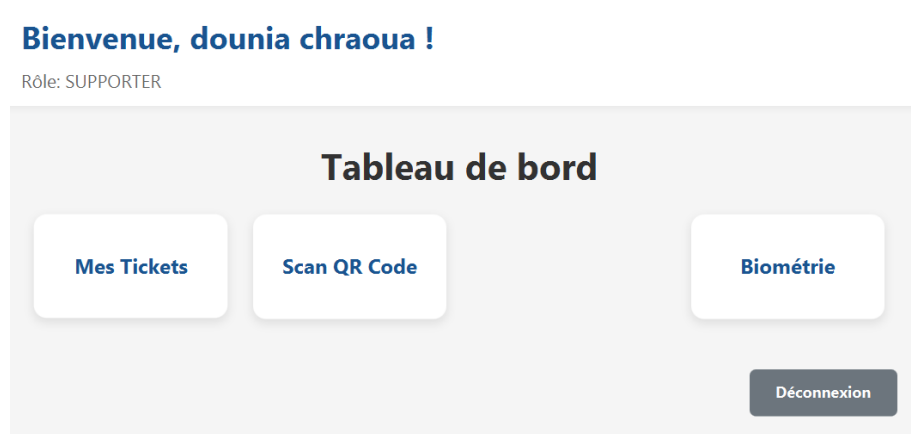 Bienvenue, dounia chraoua !
Rôle: SUPPORTER
Tableau de bord
Mes Tickets
Scan QR Code
Biométrie
Déconnexion